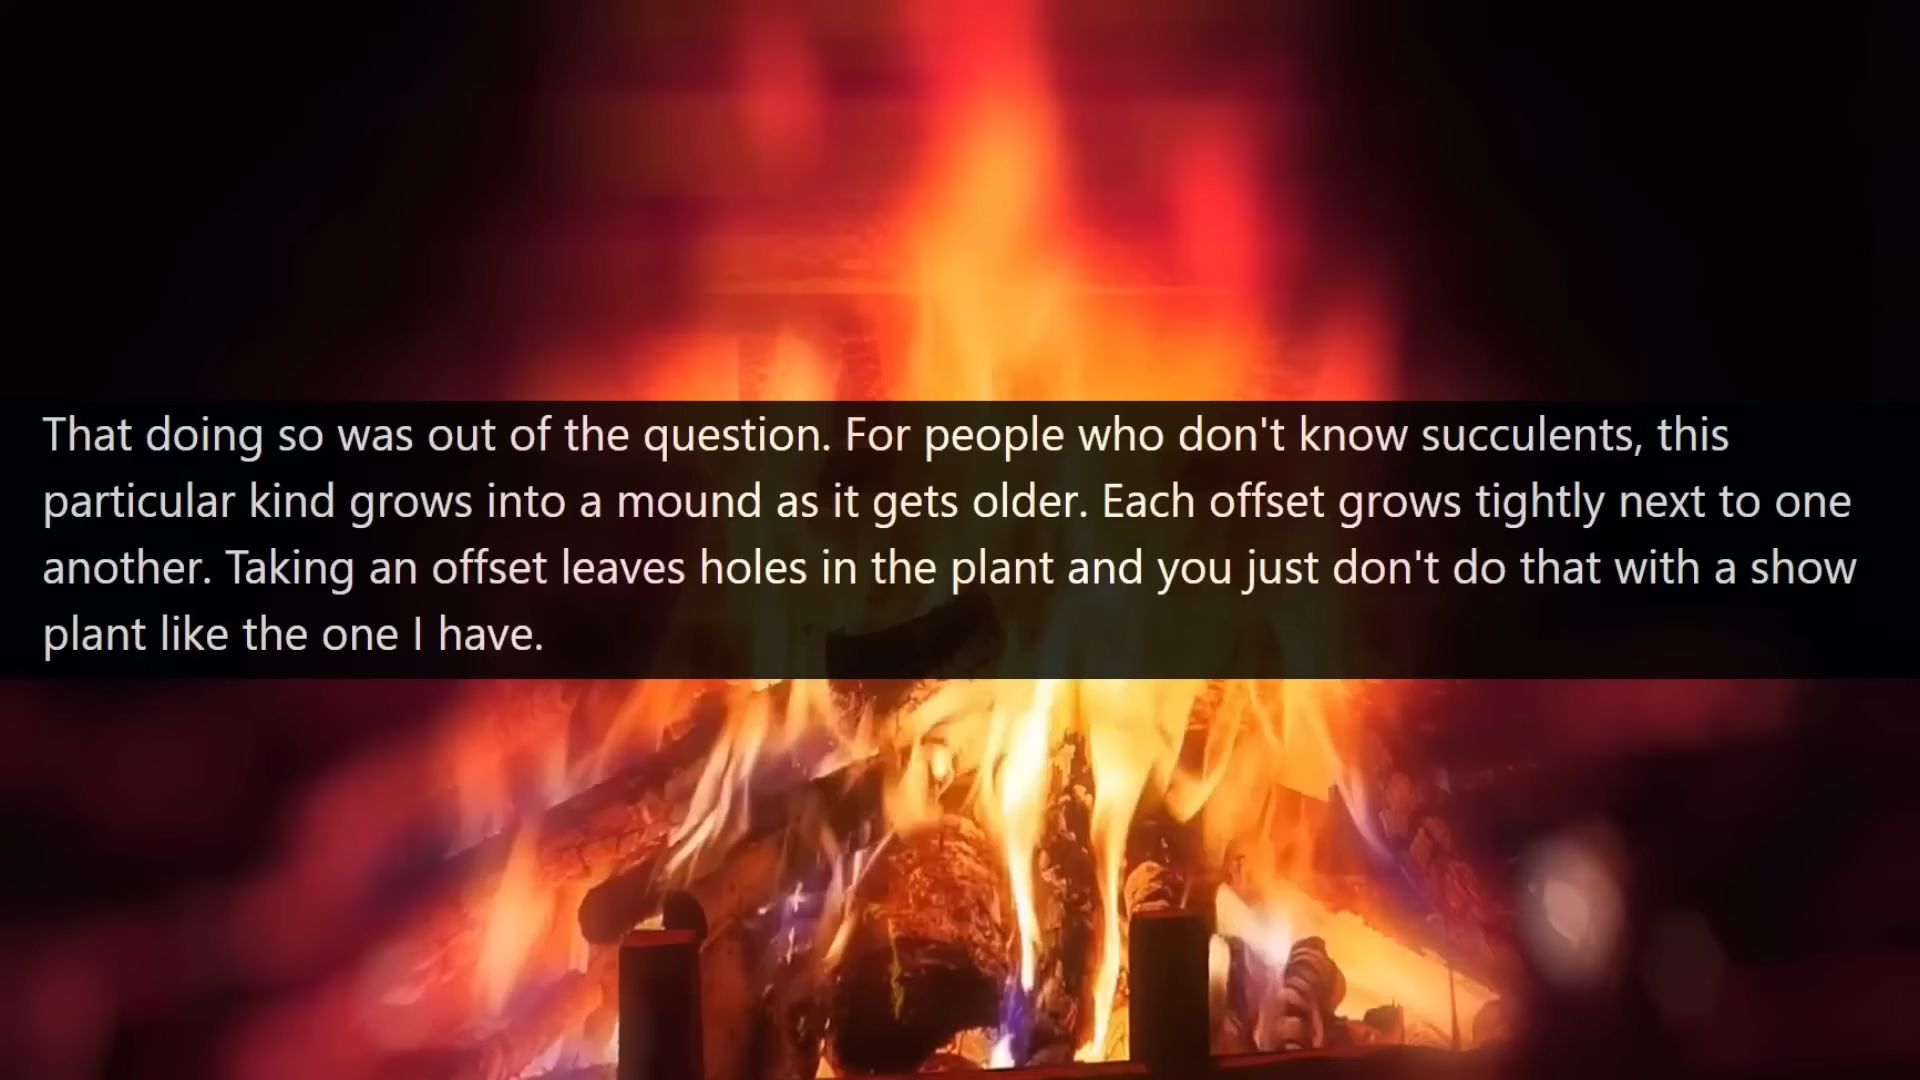 That doing so was out of the question. For people who don't know succulents, this
particular kind grows into a mound as it gets older. Each offset grows tightly next to one
another. Taking an offset leaves holes in the plant and you just don't do that with a show
plant like the one I have.